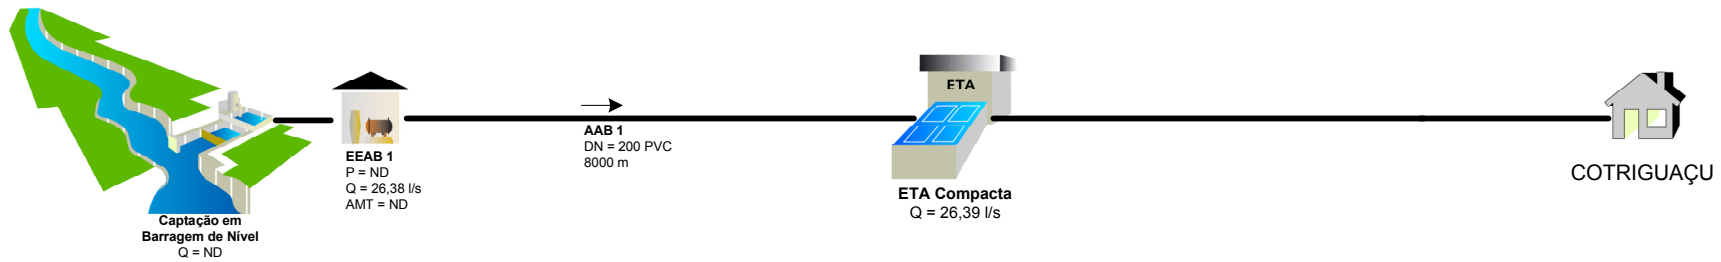 Captação em
Barragem de Nível
Q = ND
EEAB 1
P = ND
Q = 26,38 l/s
AMT = ND
AAB 1
DN = 200 PVC
8000 m
ETA
ETA Compacta
Q = 26,39 l/s
COTRIGUAÇU